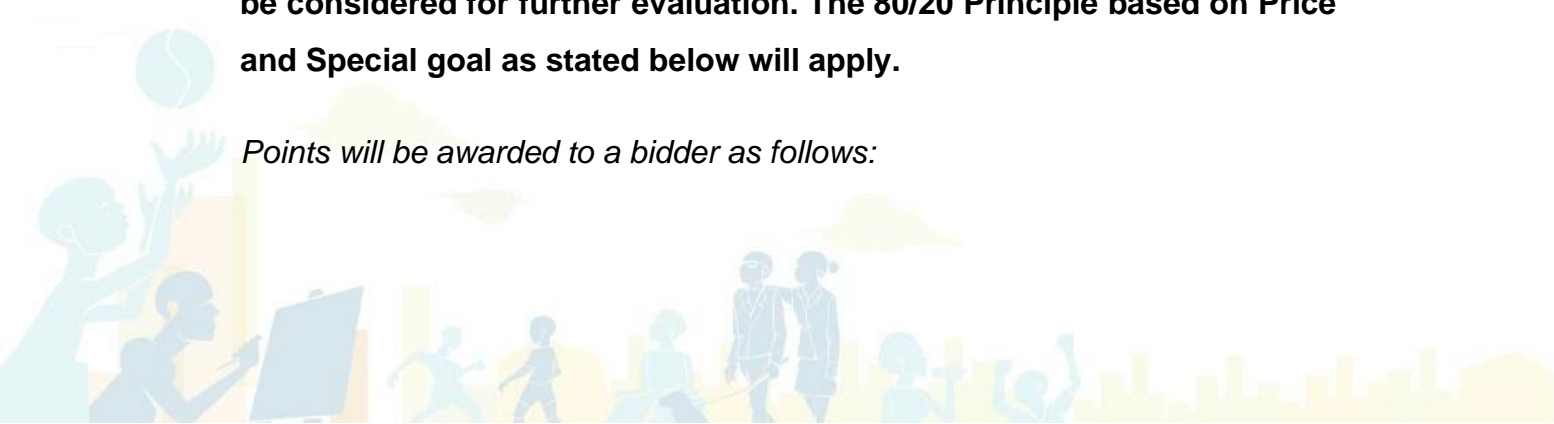 be considered for further evaluation. The 80/20 Principle based on Price
and Special goal as stated below will apply.
Points will be awarded to a bidder as follows: